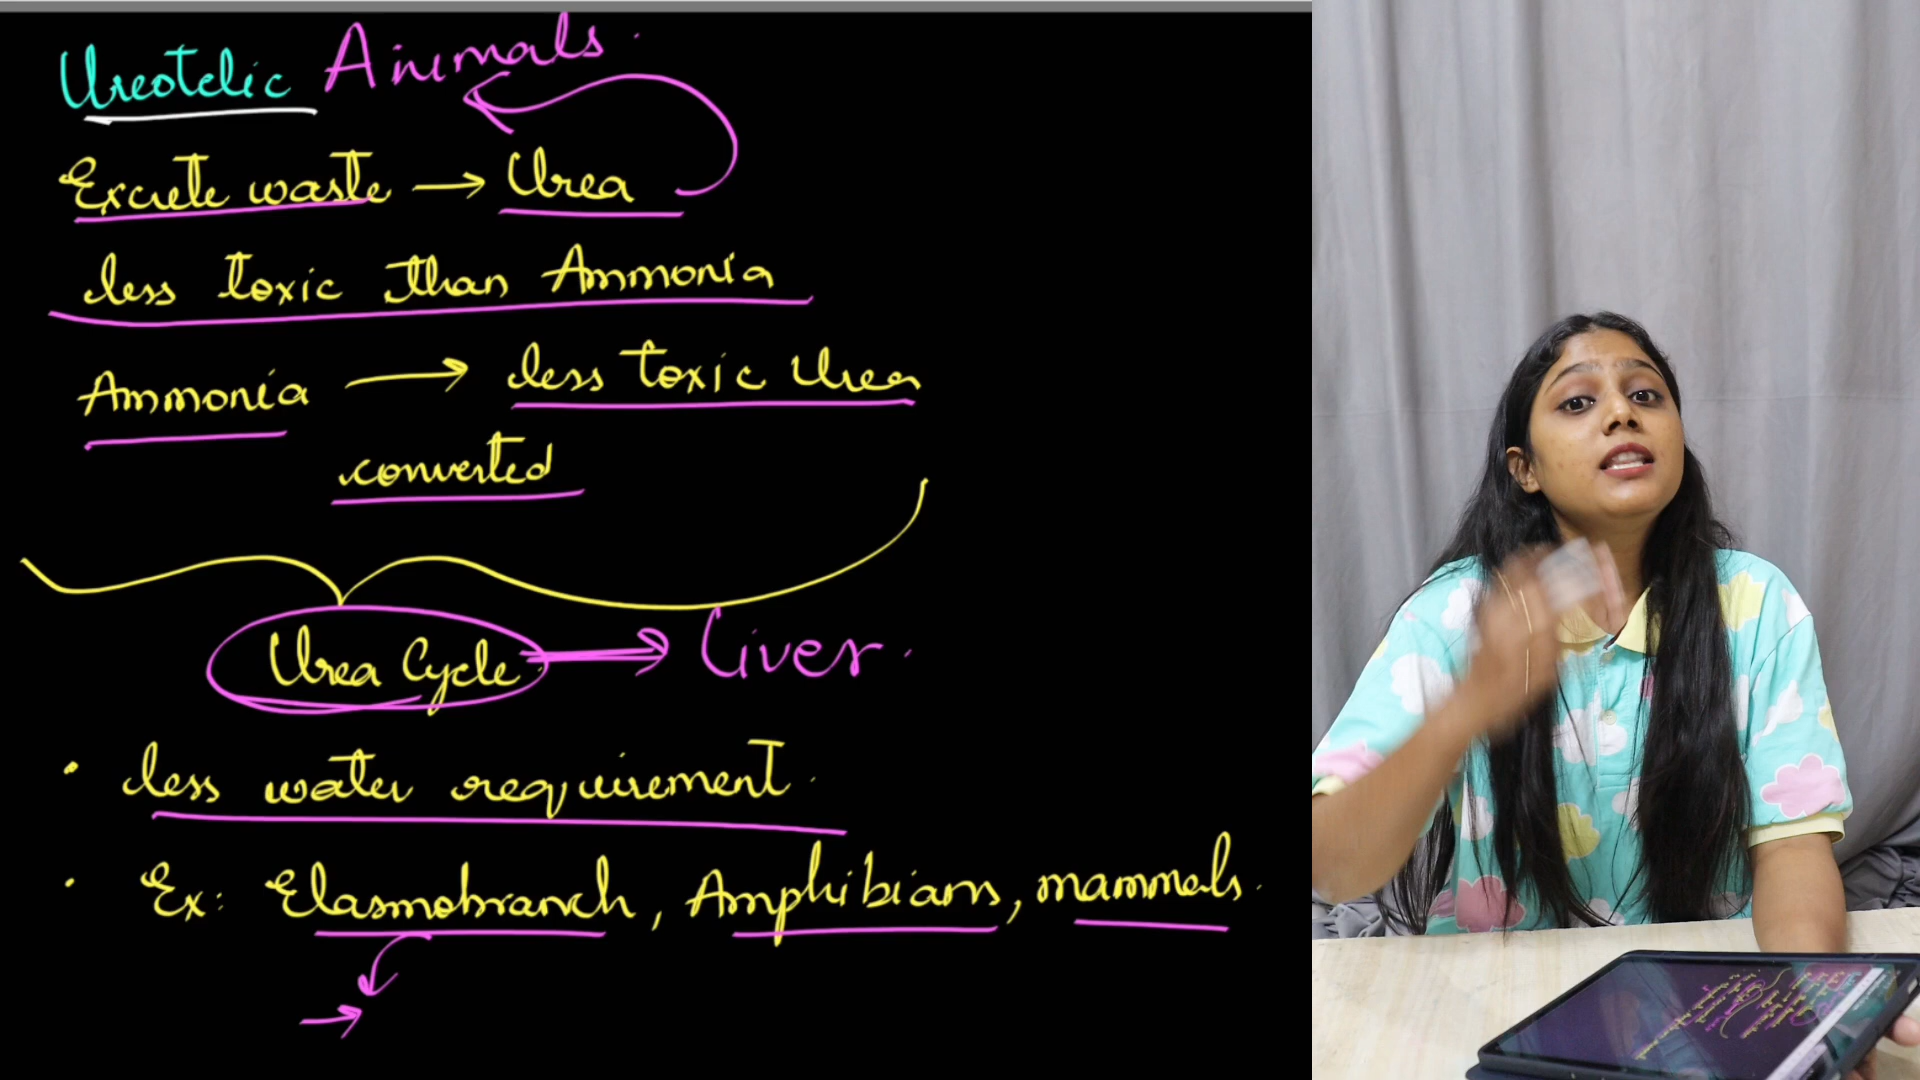 Ureotelic Animals.
Excrete waste → Urea
less toxic than Ammonia
Ammonia → less toxic Urea
converted
Urea Cycle → Liver.
• less water requirement.
• Ex: Elasmobranch, Amphibians, mammals.